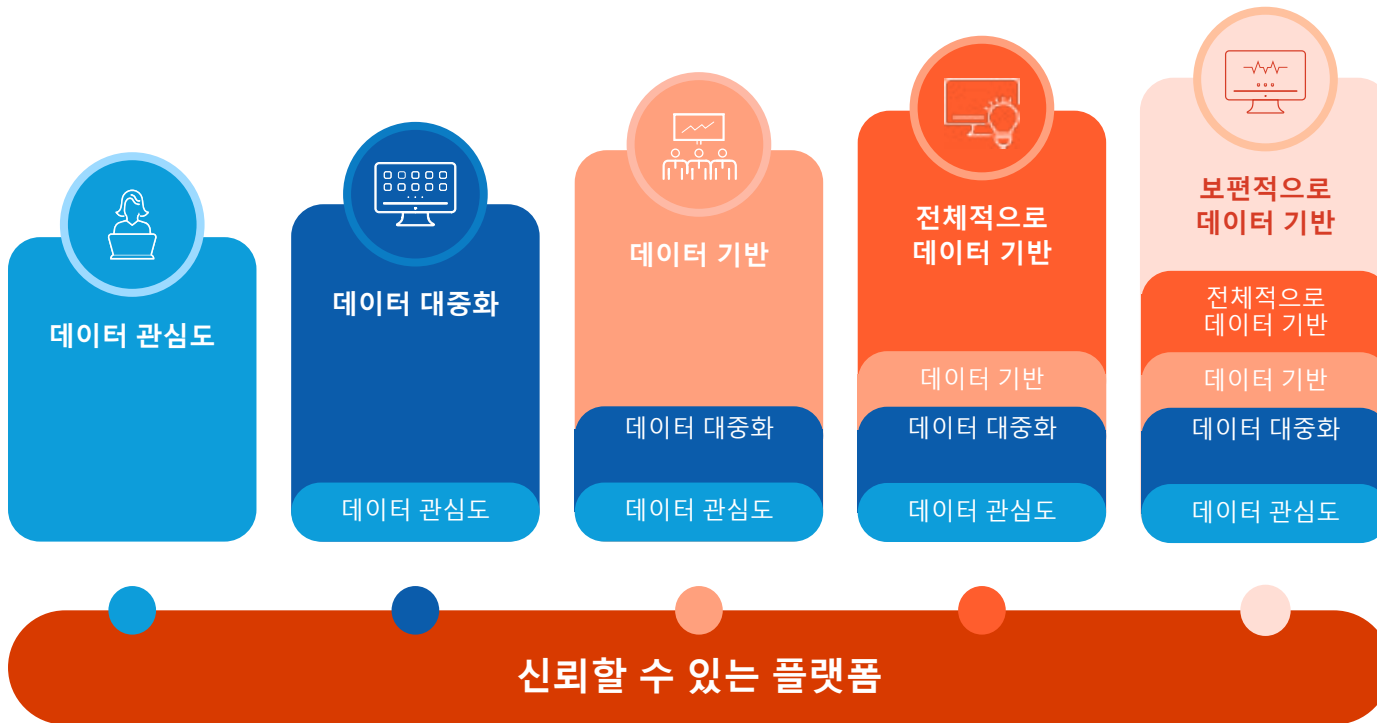 데이터 관심도
데이터 대중화
데이터 관심도
데이터 기반
데이터 대중화
데이터 관심도
전체적으로
데이터 기반
데이터 기반
데이터 대중화
데이터 관심도
보편적으로
데이터 기반
전체적으로
데이터 기반
데이터 기반
데이터 대중화
데이터 관심도
신뢰할 수 있는 플랫폼